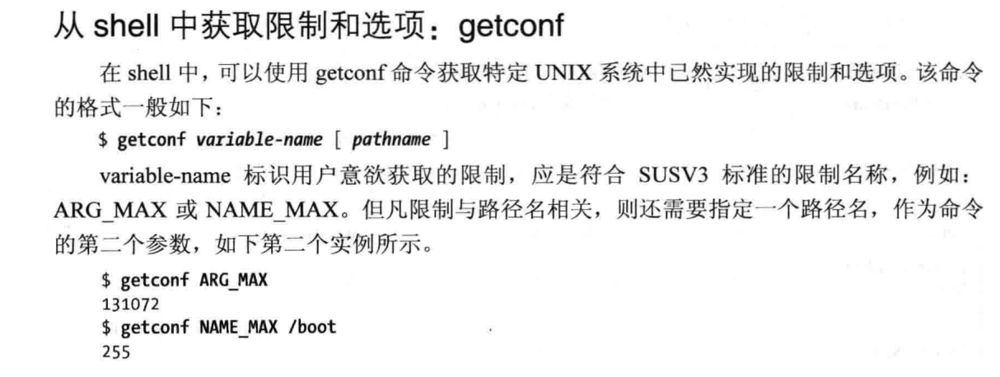 从 shell 中获取限制和选项：getconf
在 shell 中，可以使用 getconf 命令获取特定 UNIX 系统中已然实现的限制和选项。该命令
的格式一般如下：
$ getconf variable-name [ pathname ]
variable-name 标识用户意欲获取的限制，应是符合 SUSV3 标准的限制名称，例如：
ARG_MAX 或 NAME_MAX。但凡限制与路径名相关，则还需要指定一个路径名，作为命令
的第二个参数，如下第二个实例所示。
$ getconf ARG_MAX
131072
$ getconf NAME_MAX /boot
255